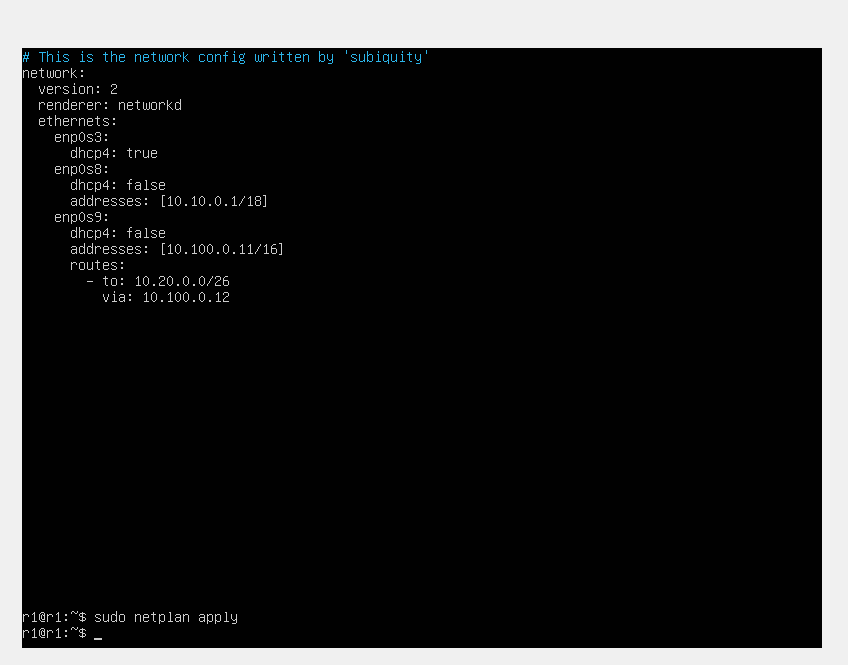 # This is the network config written by 'subiquity'
network:
  version: 2
  renderer: networkd
  ethernets:
    enp0s3:
      dhcp4: true
    enp0s8:
      dhcp4: false
      addresses: [10.10.0.1/18]
    enp0s9:
      dhcp4: false
      addresses: [10.100.0.11/16]
      routes:
        - to: 10.20.0.0/26
          via: 10.100.0.12
r1@r1:~$ sudo netplan apply
r1@r1:~$ _